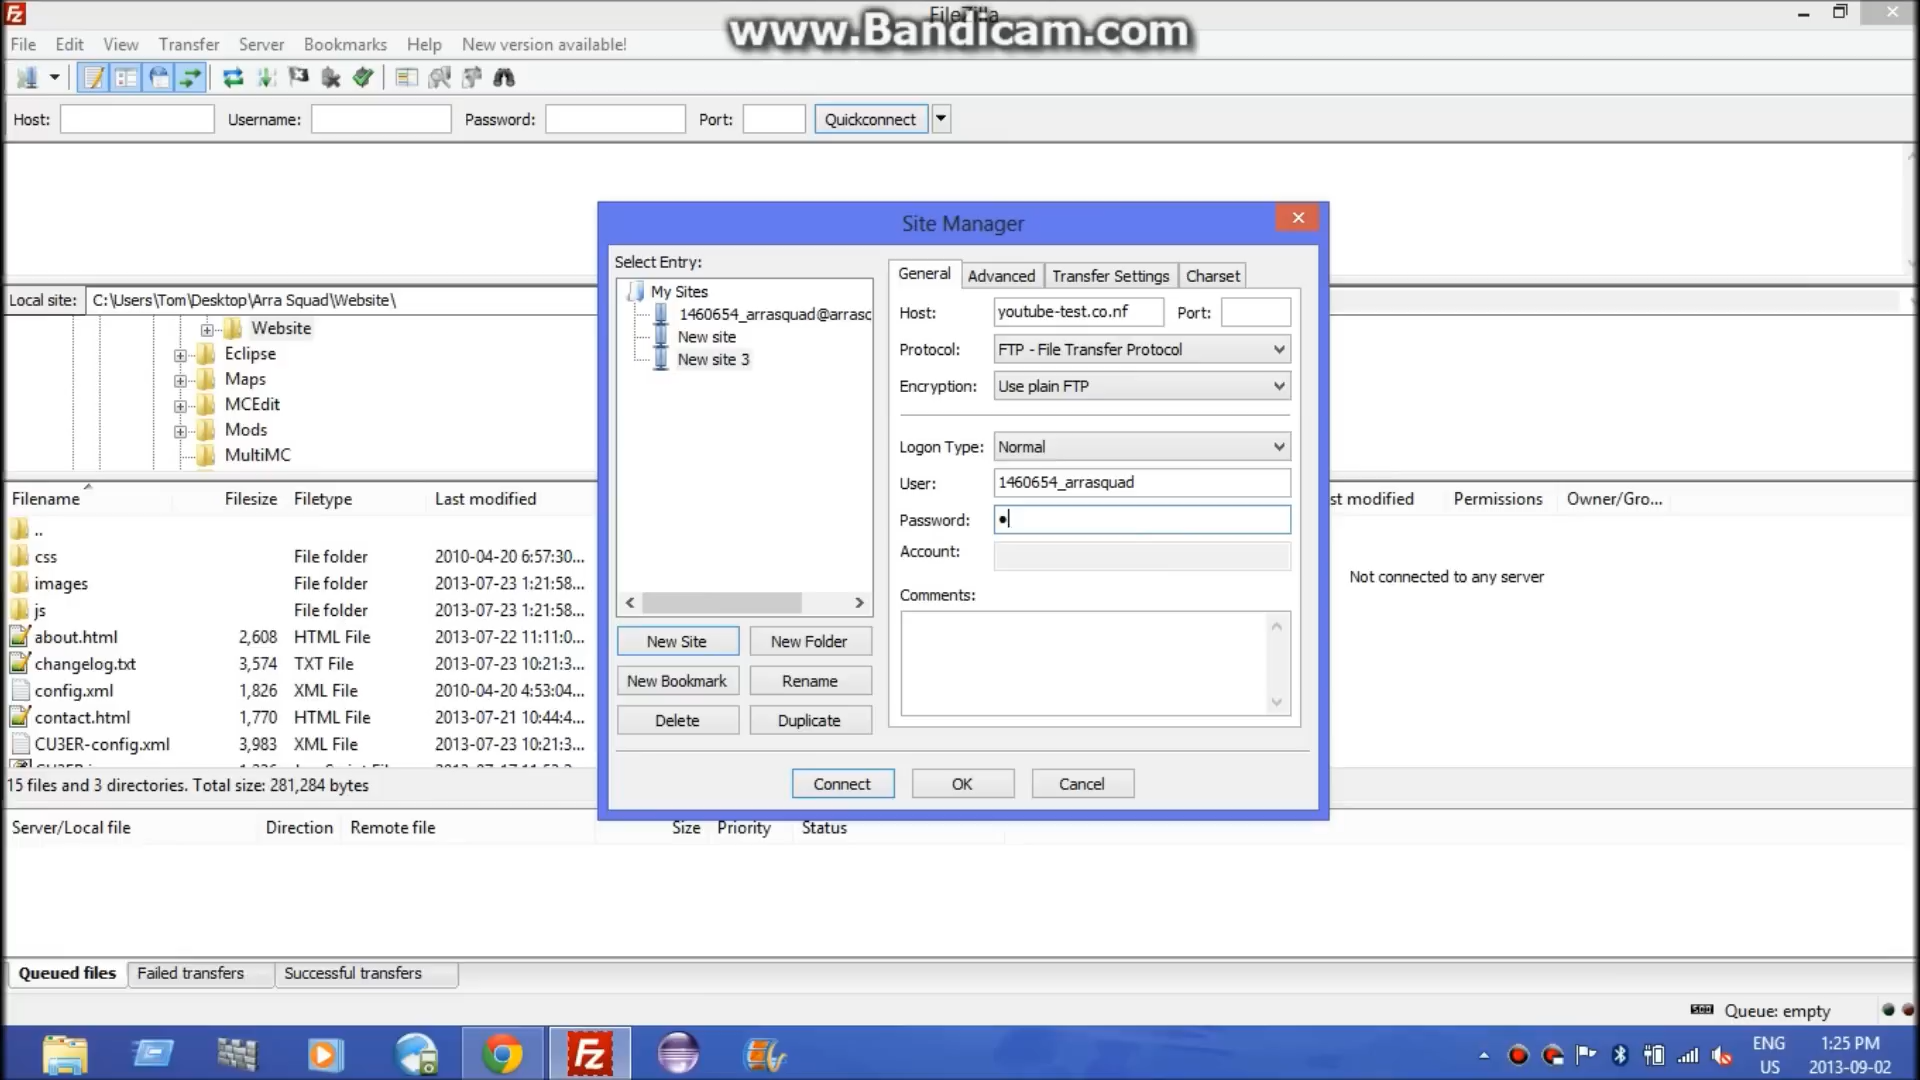 FileZilla
www.Bandicam.com
File Edit View Transfer Server Bookmarks Help New version available!
Host: Username: Password: Port: Quickconnect
Site Manager
Select Entry:
My Sites
1460654_arrasquad@arrasc
New site
New site 3
New Site New Folder
New Bookmark Rename
Delete Duplicate
General Advanced Transfer Settings Charset
Host: youtube-test.co.nf Port:
Protocol: FTP - File Transfer Protocol
Encryption: Use plain FTP
Logon Type: Normal
User: 1460654_arrasquad
Password: ●
Account:
Comments:
Connect OK Cancel
Local site: C:\Users\Tom\Desktop\Arra Squad\Website\
Website
Eclipse
Maps
MCEdit
Mods
MultiMC
Filename Filesize Filetype Last modified
..
css File folder 2010-04-20 6:57:30...
images File folder 2013-07-23 1:21:58...
js File folder 2013-07-23 1:21:58...
about.html 2,608 HTML File 2013-07-22 11:11:0...
changelog.txt 3,574 TXT File 2013-07-23 10:21:3...
config.xml 1,826 XML File 2010-04-20 4:53:04...
contact.html 1,770 HTML File 2013-07-21 10:44:4...
CU3ER-config.xml 3,983 XML File 2013-07-23 10:21:3...
15 files and 3 directories. Total size: 281,284 bytes
st modified Permissions Owner/Gro...
Not connected to any server
Server/Local file Direction Remote file Size Priority Status
Queued files Failed transfers Successful transfers
Queue: empty
ENG
US
1:25 PM
2013-09-02